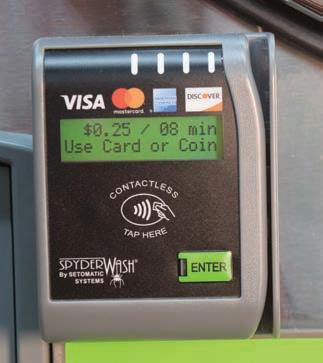 VISA
mastercard
DISCOVER
$0.25 / 08 min
Use Card or Coin
CONTACTLESS
TAP HERE
SPYDERWASH®
By SETOMATIC
SYSTEMS
ENTER